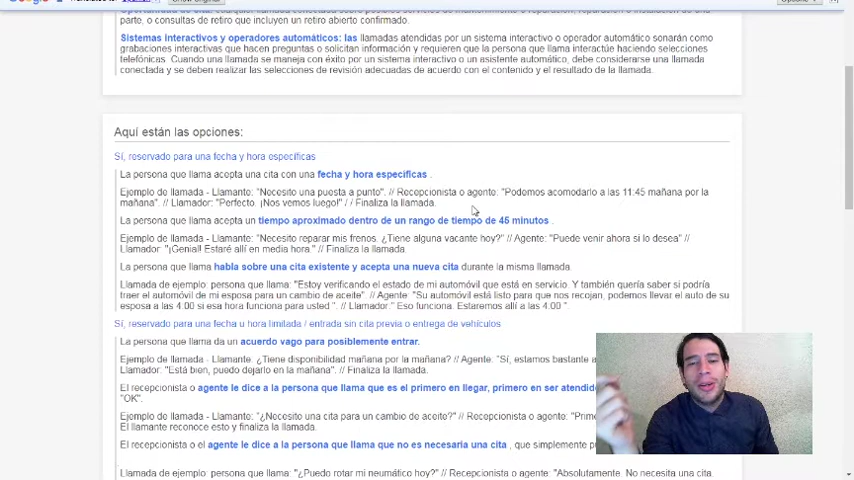 parte, o consultas de retiro que incluyen un retiro abierto confirmado.
Sistemas interactivos y operadores automáticos: las llamadas atendidas por un sistema interactivo o operador automático sonarán como
grabaciones interactivas que hacen preguntas o solicitan información y requieren que la persona que llama interactúe haciendo selecciones
telefónicas. Cuando una llamada se maneja con éxito por un sistema interactivo o un asistente automático, debe considerarse una llamada
conectada y se deben realizar las selecciones de revisión adecuadas de acuerdo con el contenido y el resultado de la llamada.
Aquí están las opciones:
Sí, reservado para una fecha y hora específicas
La persona que llama acepta una cita con una fecha y hora específicas .
Ejemplo de llamada - Llamante: "Necesito una puesta a punto". // Recepcionista o agente: "Podemos acomodarlo a las 11:45 mañana por la
mañana". // Llamador: "Perfecto. ¡Nos vemos luego!" / / Finaliza la llamada.
La persona que llama acepta un tiempo aproximado dentro de un rango de tiempo de 45 minutos .
Ejemplo de llamada - Llamante: "Necesito reparar mis frenos. ¿Tiene alguna vacante hoy?" // Agente: "Puede venir ahora si lo desea" //
Llamador: "¡Genial! Estaré allí en media hora." // Finaliza la llamada.
La persona que llama habla sobre una cita existente y acepta una nueva cita durante la misma llamada
Llamada de ejemplo: persona que llama: "Estoy verificando el estado de mi automóvil que está en servicio. Y también quería saber si podría
traer el automóvil de mi esposa para un cambio de aceite" // Agente: "Su automóvil está listo para que nos recojan, podemos llevar el auto de su
esposa a las 4:00 si esa hora funciona para usted ". // Llamador:" Eso funciona. Estaremos allí a las 4:00 ".
Sí, reservado para una fecha u hora limitada / entrada sin cita previa o entrega de vehículos
La persona que llama da un acuerdo vago para posiblemente entrar.
Ejemplo de llamada - Llamante. ¿Tiene disponibilidad mañana por la mañana? // Agente: "Sí, estamos bastante a
Llamador: "Está bien, puedo dejarlo en la mañana" // Finaliza la llamada.
El recepcionista o agente le dice a la persona que llama que es el primero en llegar, primero en ser atendido
"OK".
Ejemplo de llamada - Llamante: "¿Necesito una cita para un cambio de aceite?" // Recepcionista o agente: "Prime
El llamante reconoce esto y finaliza la llamada.
El recepcionista o el agente le dice a la persona que llama que no es necesaria una cita , que simplemente p
Llamada de ejemplo: persona que llama: "¿Puedo rotar mi neumático hoy?" // Recepcionista o agente: "Absolutamente. No necesita una cita.